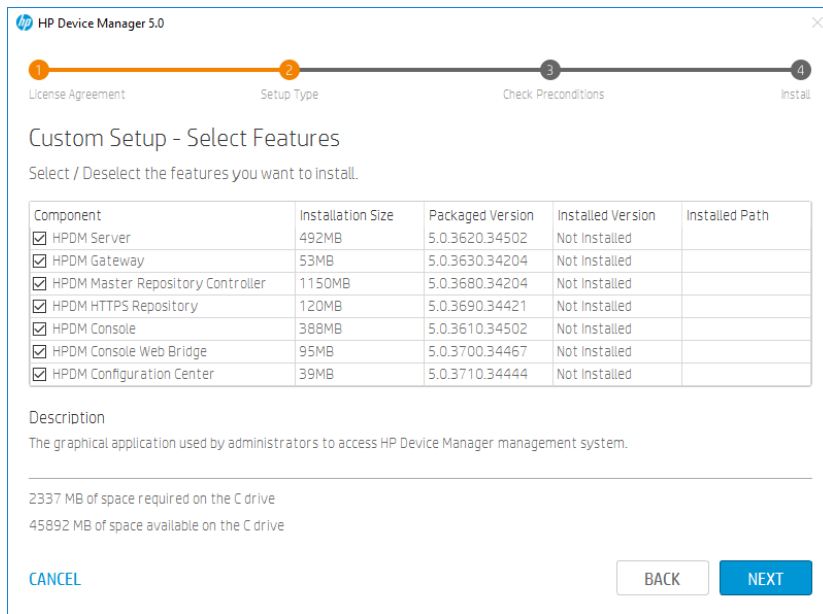 hp HP Device Manager 5.0
1 2 3 4
License Agreement Setup Type Check Preconditions Install
Custom Setup - Select Features
Select / Deselect the features you want to install.
Component Installation Size Packaged Version Installed Version Installed Path
HPDM Server 492MB 5.0.3620.34502 Not Installed
HPDM Gateway 53MB 5.0.3630.34204 Not Installed
HPDM Master Repository Controller 1150MB 5.0.3680.34204 Not Installed
HPDM HTTPS Repository 120MB 5.0.3690.34421 Not Installed
HPDM Console 388MB 5.0.3610.34502 Not Installed
HPDM Console Web Bridge 95MB 5.0.3700.34467 Not Installed
HPDM Configuration Center 39MB 5.0.3710.34444 Not Installed
Description
The graphical application used by administrators to access HP Device Manager management system.
2337 MB of space required on the C drive
45892 MB of space available on the C drive
CANCEL BACK NEXT